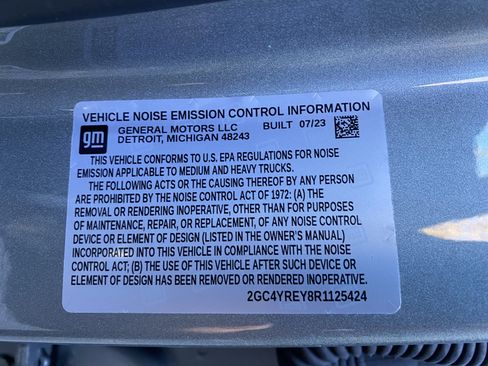 VEHICLE NOISE EMISSION CONTROL INFORMATION
gm
GENERAL MOTORS LLC BUILT 07/23
DETROIT, MICHIGAN 48243
THIS VEHICLE CONFORMS TO U.S. EPA REGULATIONS FOR NOISE
EMISSION APPLICABLE TO MEDIUM AND HEAVY TRUCKS.
THE FOLLOWING ACTS OR THE CAUSING THEREOF BY ANY PERSON
ARE PROHIBITED BY THE NOISE CONTROL ACT OF 1972: (A) THE
REMOVAL OR RENDERING INOPERATIVE, OTHER THAN FOR PURPOSES
OF MAINTENANCE, REPAIR, OR REPLACEMENT, OF ANY NOISE CONTROL
DEVICE OR ELEMENT OF DESIGN (LISTED IN THE OWNER'S MANUAL)
INCORPORATED INTO THIS VEHICLE IN COMPLIANCE WITH THE NOISE
CONTROL ACT; (B) THE USE OF THIS VEHICLE AFTER SUCH DEVICE OR
ELEMENT OF DESIGN HAS BEEN REMOVED OR RENDERED INOPERATIVE.
2GC4YREY8R1125424